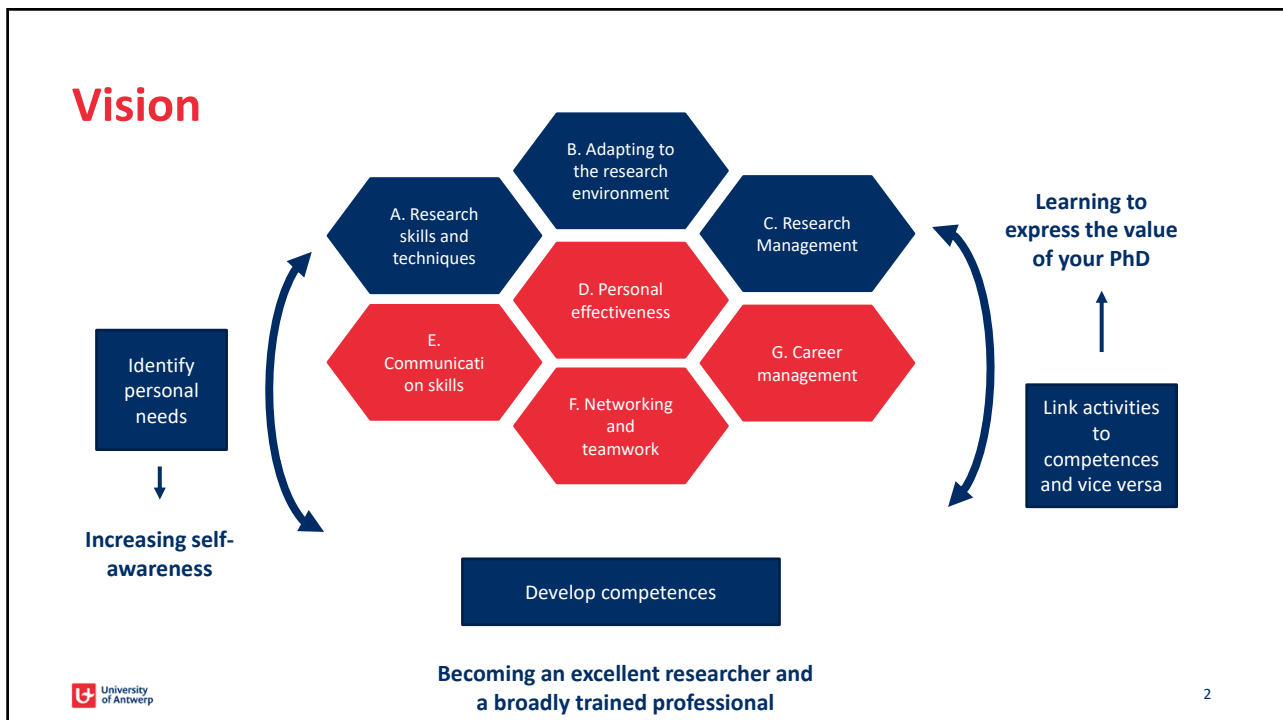 Vision
B. Adapting to
the research
environment
A. Research
skills and
techniques
C. Research
Management
D. Personal
effectiveness
E.
Communicati
on skills
G. Career
management
F. Networking
and
teamwork
Identify
personal
needs
Increasing self-
awareness
Learning to
express the value
of your PhD
Link activities
to
competences
and vice versa
Develop competences
Becoming an excellent researcher and
a broadly trained professional
University
of Antwerp
2